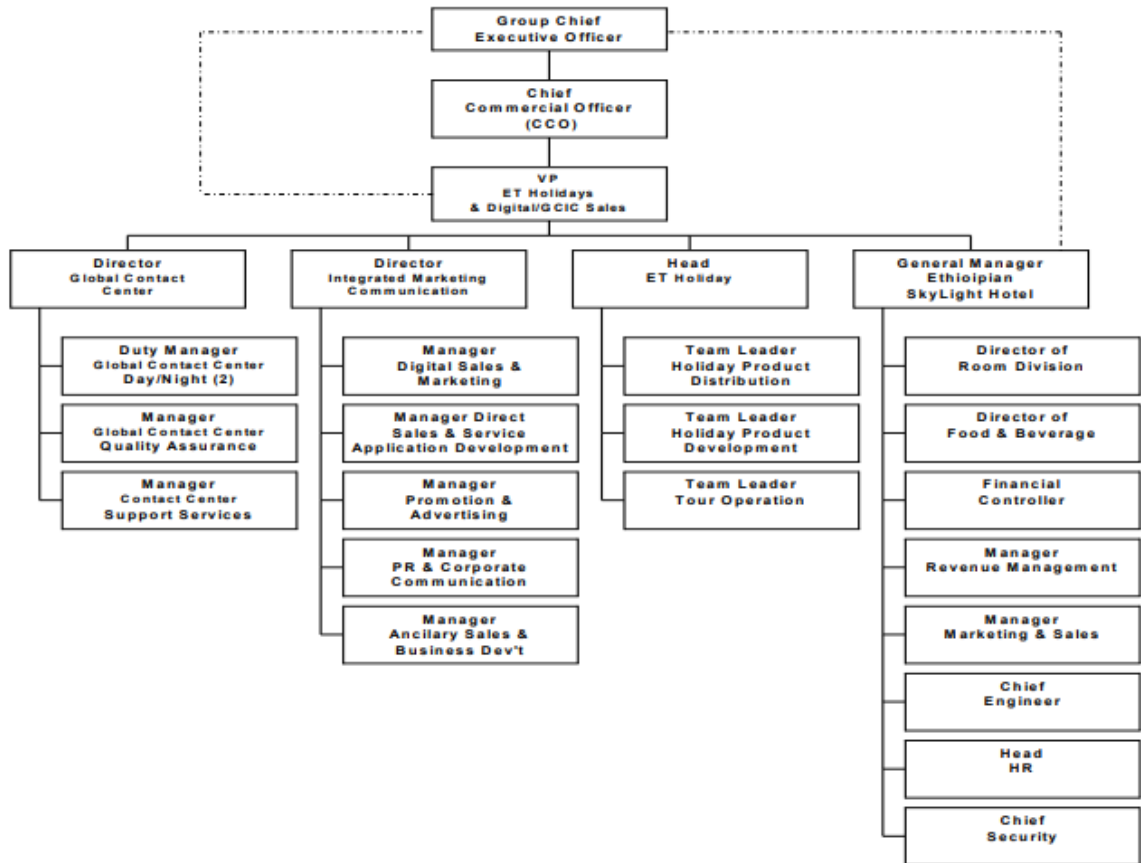 Group Chief
Executive Officer
Chief
Commercial Officer
(CCO)
VP
ET Holidays
& Digital/GCIC Sales
Director
Global Contact
Center
Duty Manager
Global Contact Center
Day/Night (2)
Manager
Global Contact Center
Quality Assurance
Manager
Contact Center
Support Services
Director
Integrated Marketing
Communication
Manager
Digital Sales &
Marketing
Manager Direct
Sales & Service
Application Development
Manager
Promotion &
Advertising
Manager
PR & Corporate
Communication
Manager
Ancilary Sales &
Business Dev't
Head
ET Holiday
Team Leader
Holiday Product
Distribution
Team Leader
Holiday Product
Development
Team Leader
Tour Operation
General Manager
Ethioipian
SkyLight Hotel
Director of
Room Division
Director of
Food & Beverage
Financial
Controller
Manager
Revenue Management
Manager
Marketing & Sales
Chief
Engineer
Head
HR
Chief
Security